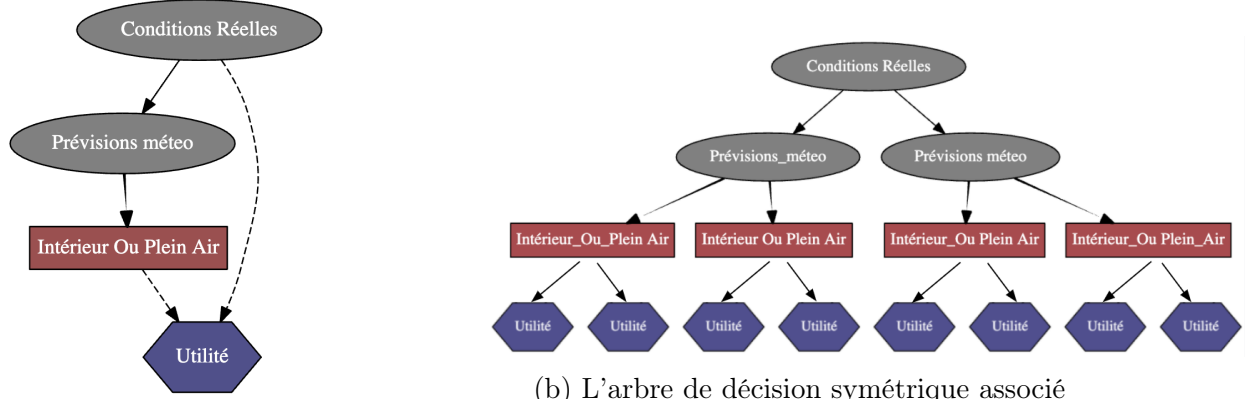 Conditions Réelles
Prévisions méteo
Intérieur Ou Plein Air
Utilité
Conditions Réelles
Prévisions_méteo Prévisions méteo
Intérieur_Ou_Plein Air Intérieur Ou Plein Air Intérieur_Ou Plein Air Intérieur_Ou Plein_Air
Utilité Utilité Utilité Utilité Utilité Utilité Utilité Utilité
(b) L'arbre de décision symétrique associé